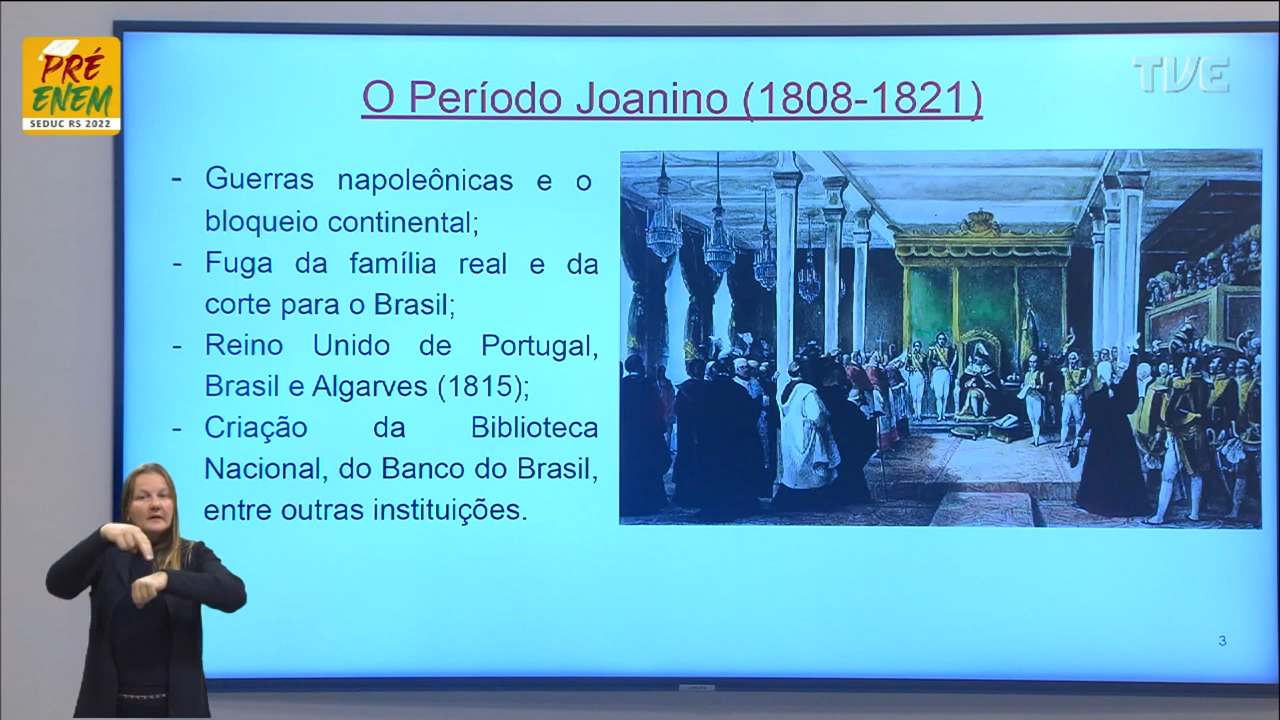 PRÉ
ENEM
SEDUC RS 2022
TVE
O Período Joanino (1808-1821)
- Guerras napoleônicas e o
bloqueio continental;
- Fuga da família real e da
corte para o Brasil;
- Reino Unido de Portugal,
Brasil e Algarves (1815);
- Criação da Biblioteca
Nacional, do Banco do Brasil,
entre outras instituições.
3